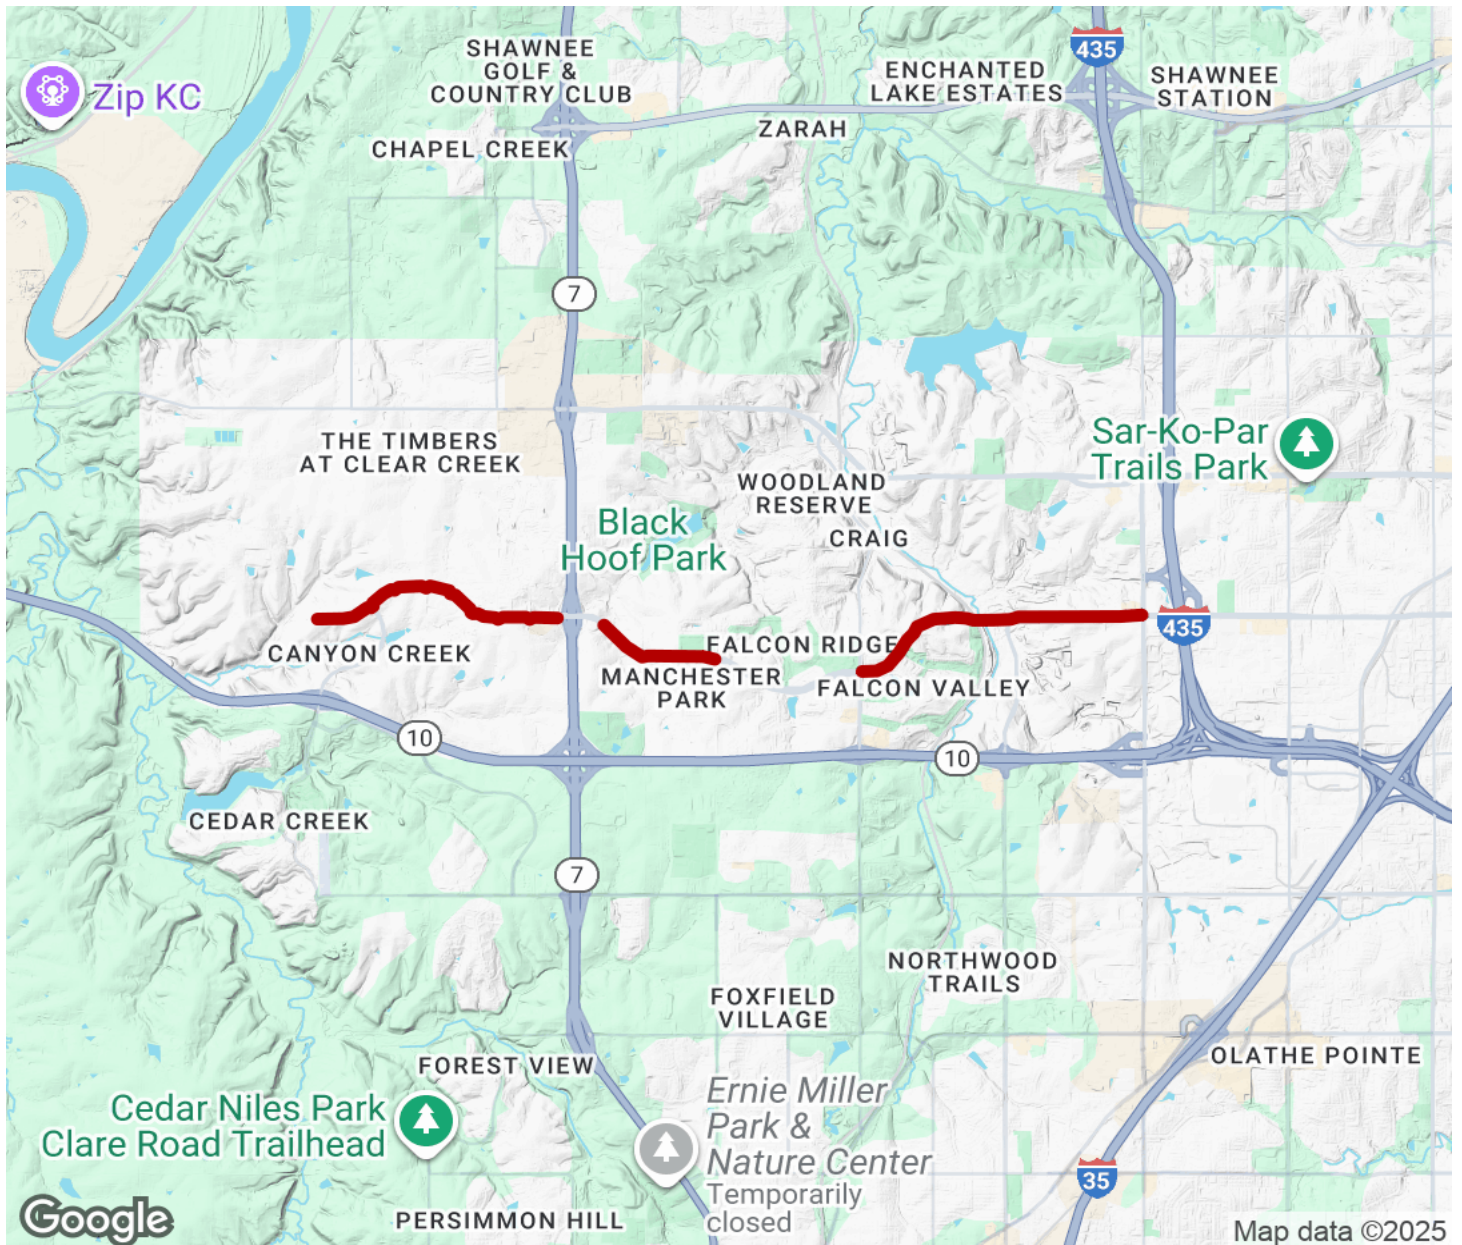 SHAWNEE
GOLF &
COUNTRY CLUB
435
ENCHANTED
LAKE ESTATES
SHAWNEE
STATION
Zip KC
ZARAH
CHAPEL CREEK
7
THE TIMBERS
AT CLEAR CREEK
Sar-Ko-Par
Trails Park
WOODLAND
RESERVE
Black
Hoof Park
CRAIG
435
CANYON CREEK
FALCON RIDGE
MANCHESTER
PARK
FALCON VALLEY
10
10
CEDAR CREEK
7
NORTHWOOD
TRAILS
FOXFIELD
VILLAGE
FOREST VIEW
OLATHE POINTE
Cedar Niles Park
Clare Road Trailhead
Ernie Miller
Park &
Nature Center
Temporarily
closed
35
Google
PERSIMMON HILL
Map data ©2025